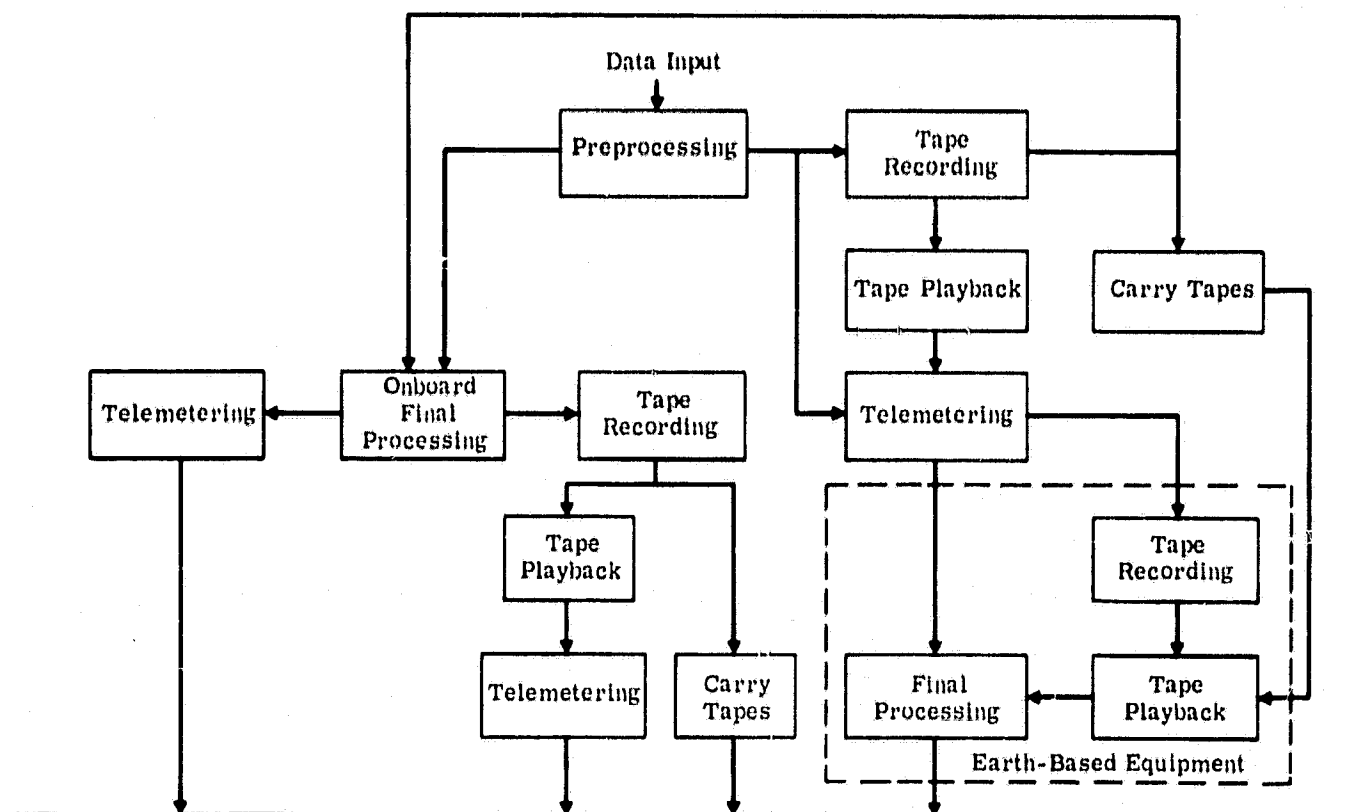 Data Input
Preprocessing
Tape
Recording
Tape Playback
Carry Tapes
Telemetering
Onboard
Final
Processing
Tape
Recording
Telemetering
Tape
Playback
Tape
Recording
Telemetering
Carry
Tapes
Final
Processing
Tape
Playback
Earth-Based Equipment